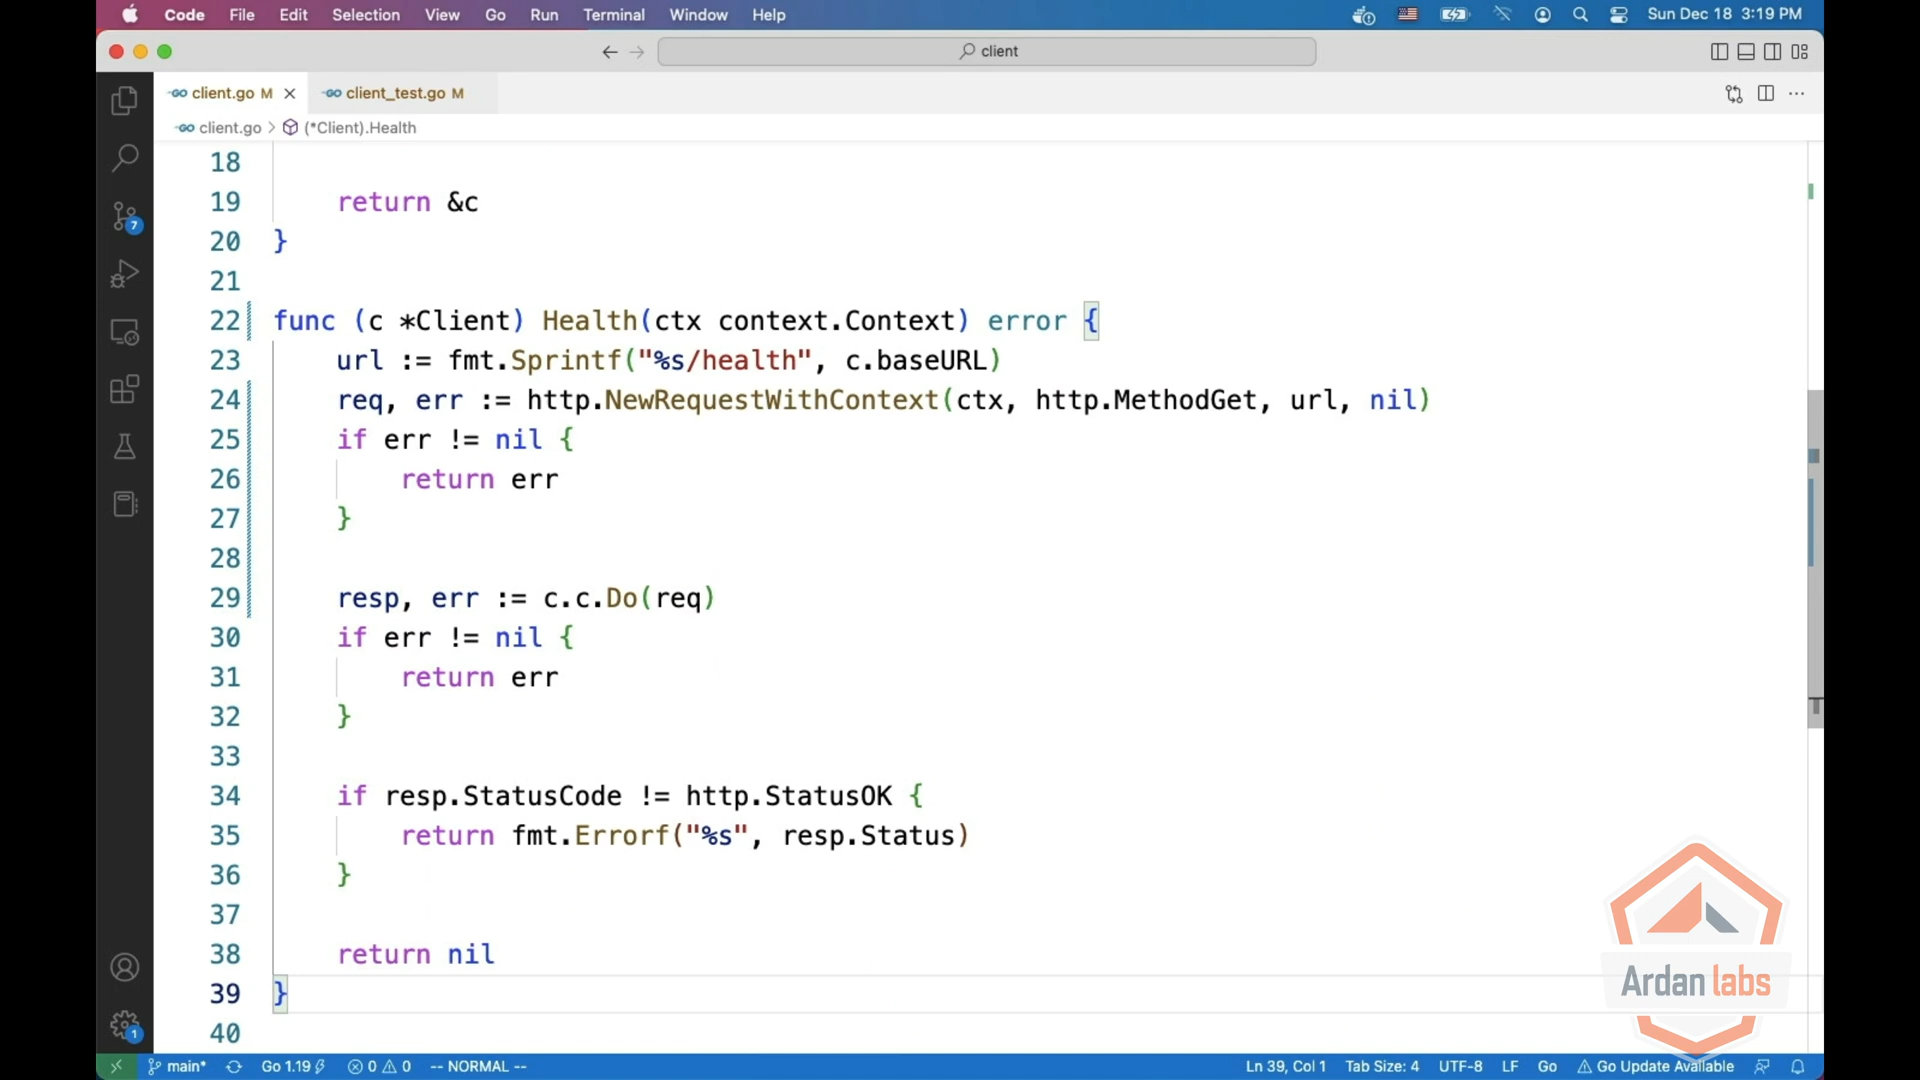 Code File Edit Selection View Go Run Terminal Window Help Sun Dec 18 3:19 PM
client
client.go M client_test.go M
client.go > (*Client).Health
18
19 return &c
20 }
21
22 func (c *Client) Health(ctx context.Context) error {
23 url := fmt.Sprintf("%s/health", c.baseURL)
24 req, err := http.NewRequestWithContext(ctx, http.MethodGet, url, nil)
25 if err != nil {
26 return err
27 }
28
29 resp, err := c.c.Do(req)
30 if err != nil {
31 return err
32 }
33
34 if resp.StatusCode != http.StatusOK {
35 return fmt.Errorf("%s", resp.Status)
36 }
37
38 return nil
39 }
40
7
1
Ardan labs
main* Go 1.19 0 0 -- NORMAL -- Ln 39, Col 1 Tab Size: 4 UTF-8 LF Go Go Update Available